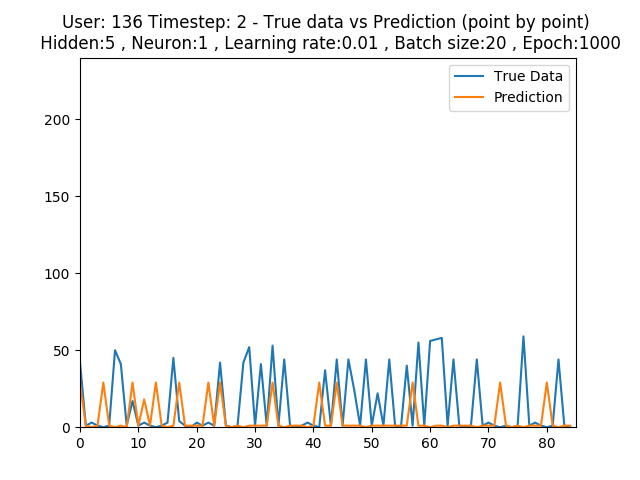 User: 136 Timestep: 2 - True data vs Prediction (point by point)
Hidden:5 , Neuron:1 , Learning rate:0.01 , Batch size:20 , Epoch:1000
True Data
Prediction
200
150
100
50
0
0 10 20 30 40 50 60 70 80